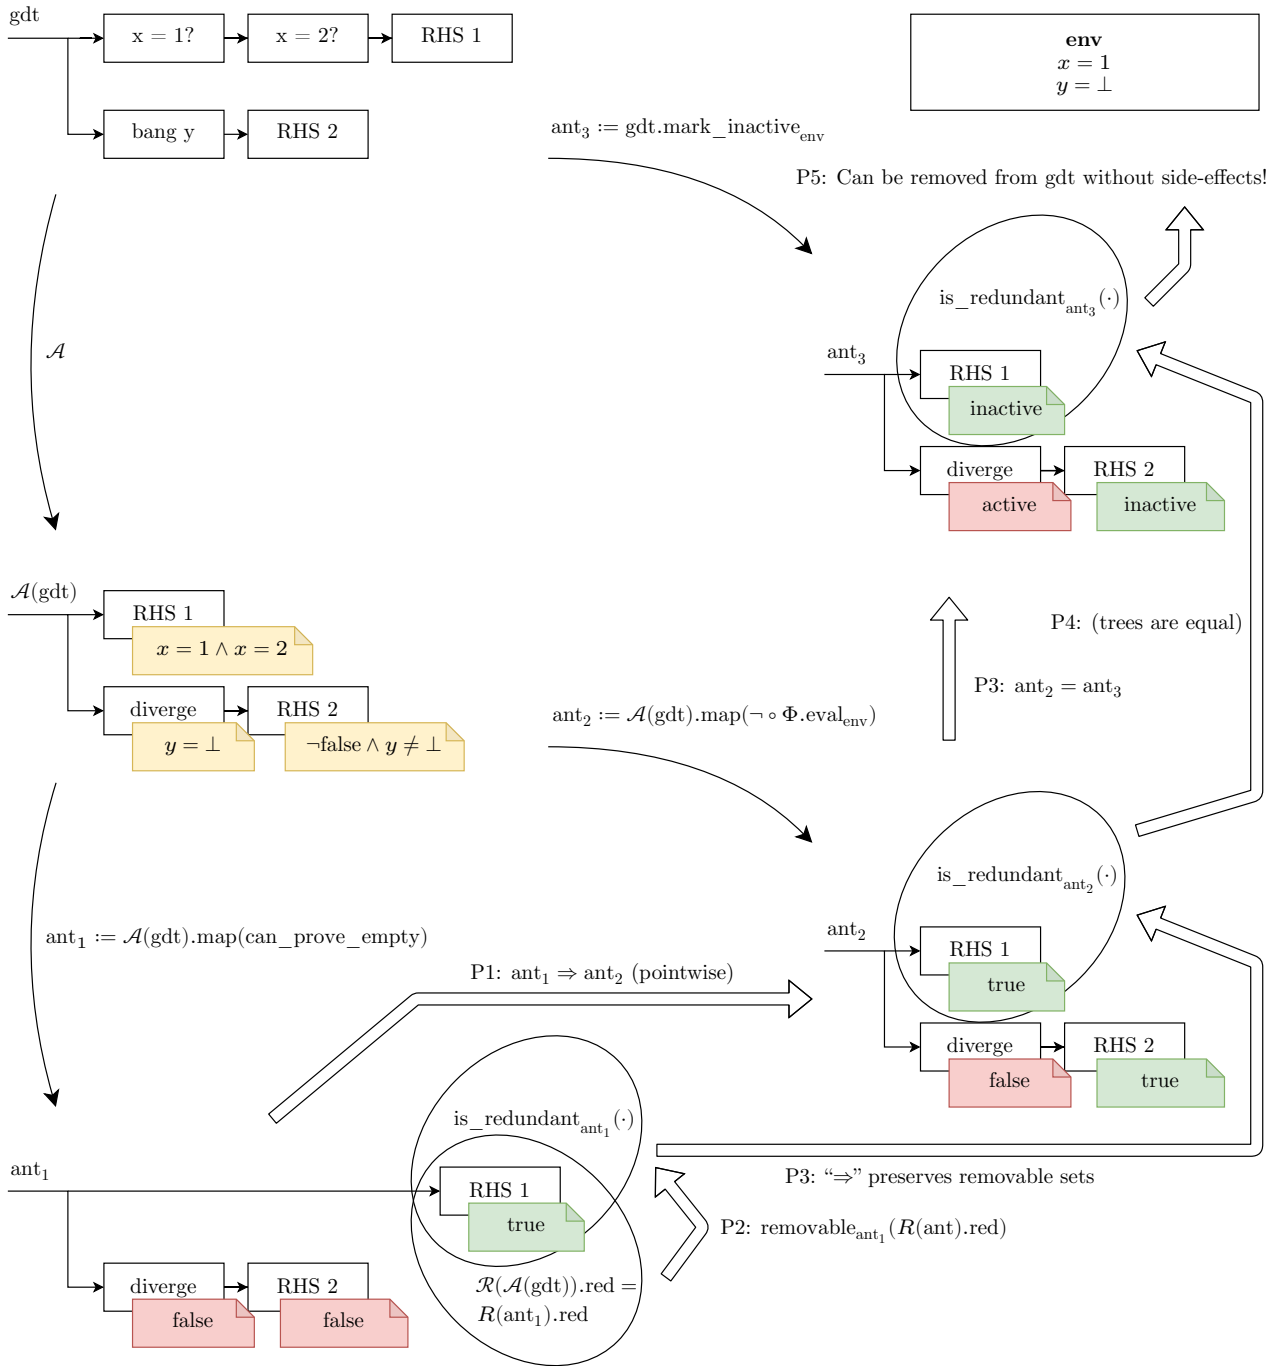 gdt
x = 1?
x = 2?
RHS 1
bang y
RHS 2
env
x = 1
y = ⊥
ant₃ := gdt.mark_inactive_env
P5: Can be removed from gdt without side-effects!
𝒜
is_redundant_ant₃(·)
ant₃
RHS 1
inactive
diverge
RHS 2
active
inactive
𝒜(gdt)
RHS 1
x = 1 ∧ x = 2
diverge
RHS 2
y = ⊥
¬false ∧ y ≠ ⊥
P4: (trees are equal)
P3: ant₂ = ant₃
ant₂ := 𝒜(gdt).map(¬ ∘ Φ.eval_env)
is_redundant_ant₂(·)
ant₂
RHS 1
true
diverge
RHS 2
false
true
ant₁ := 𝒜(gdt).map(can_prove_empty)
P1: ant₁ ⇒ ant₂ (pointwise)
is_redundant_ant₁(·)
ant₁
RHS 1
true
P3: “⇒” preserves removable sets
P2: removable_ant₁(R(ant).red)
diverge
RHS 2
false
false
ℛ(𝒜(gdt)).red =
R(ant₁).red